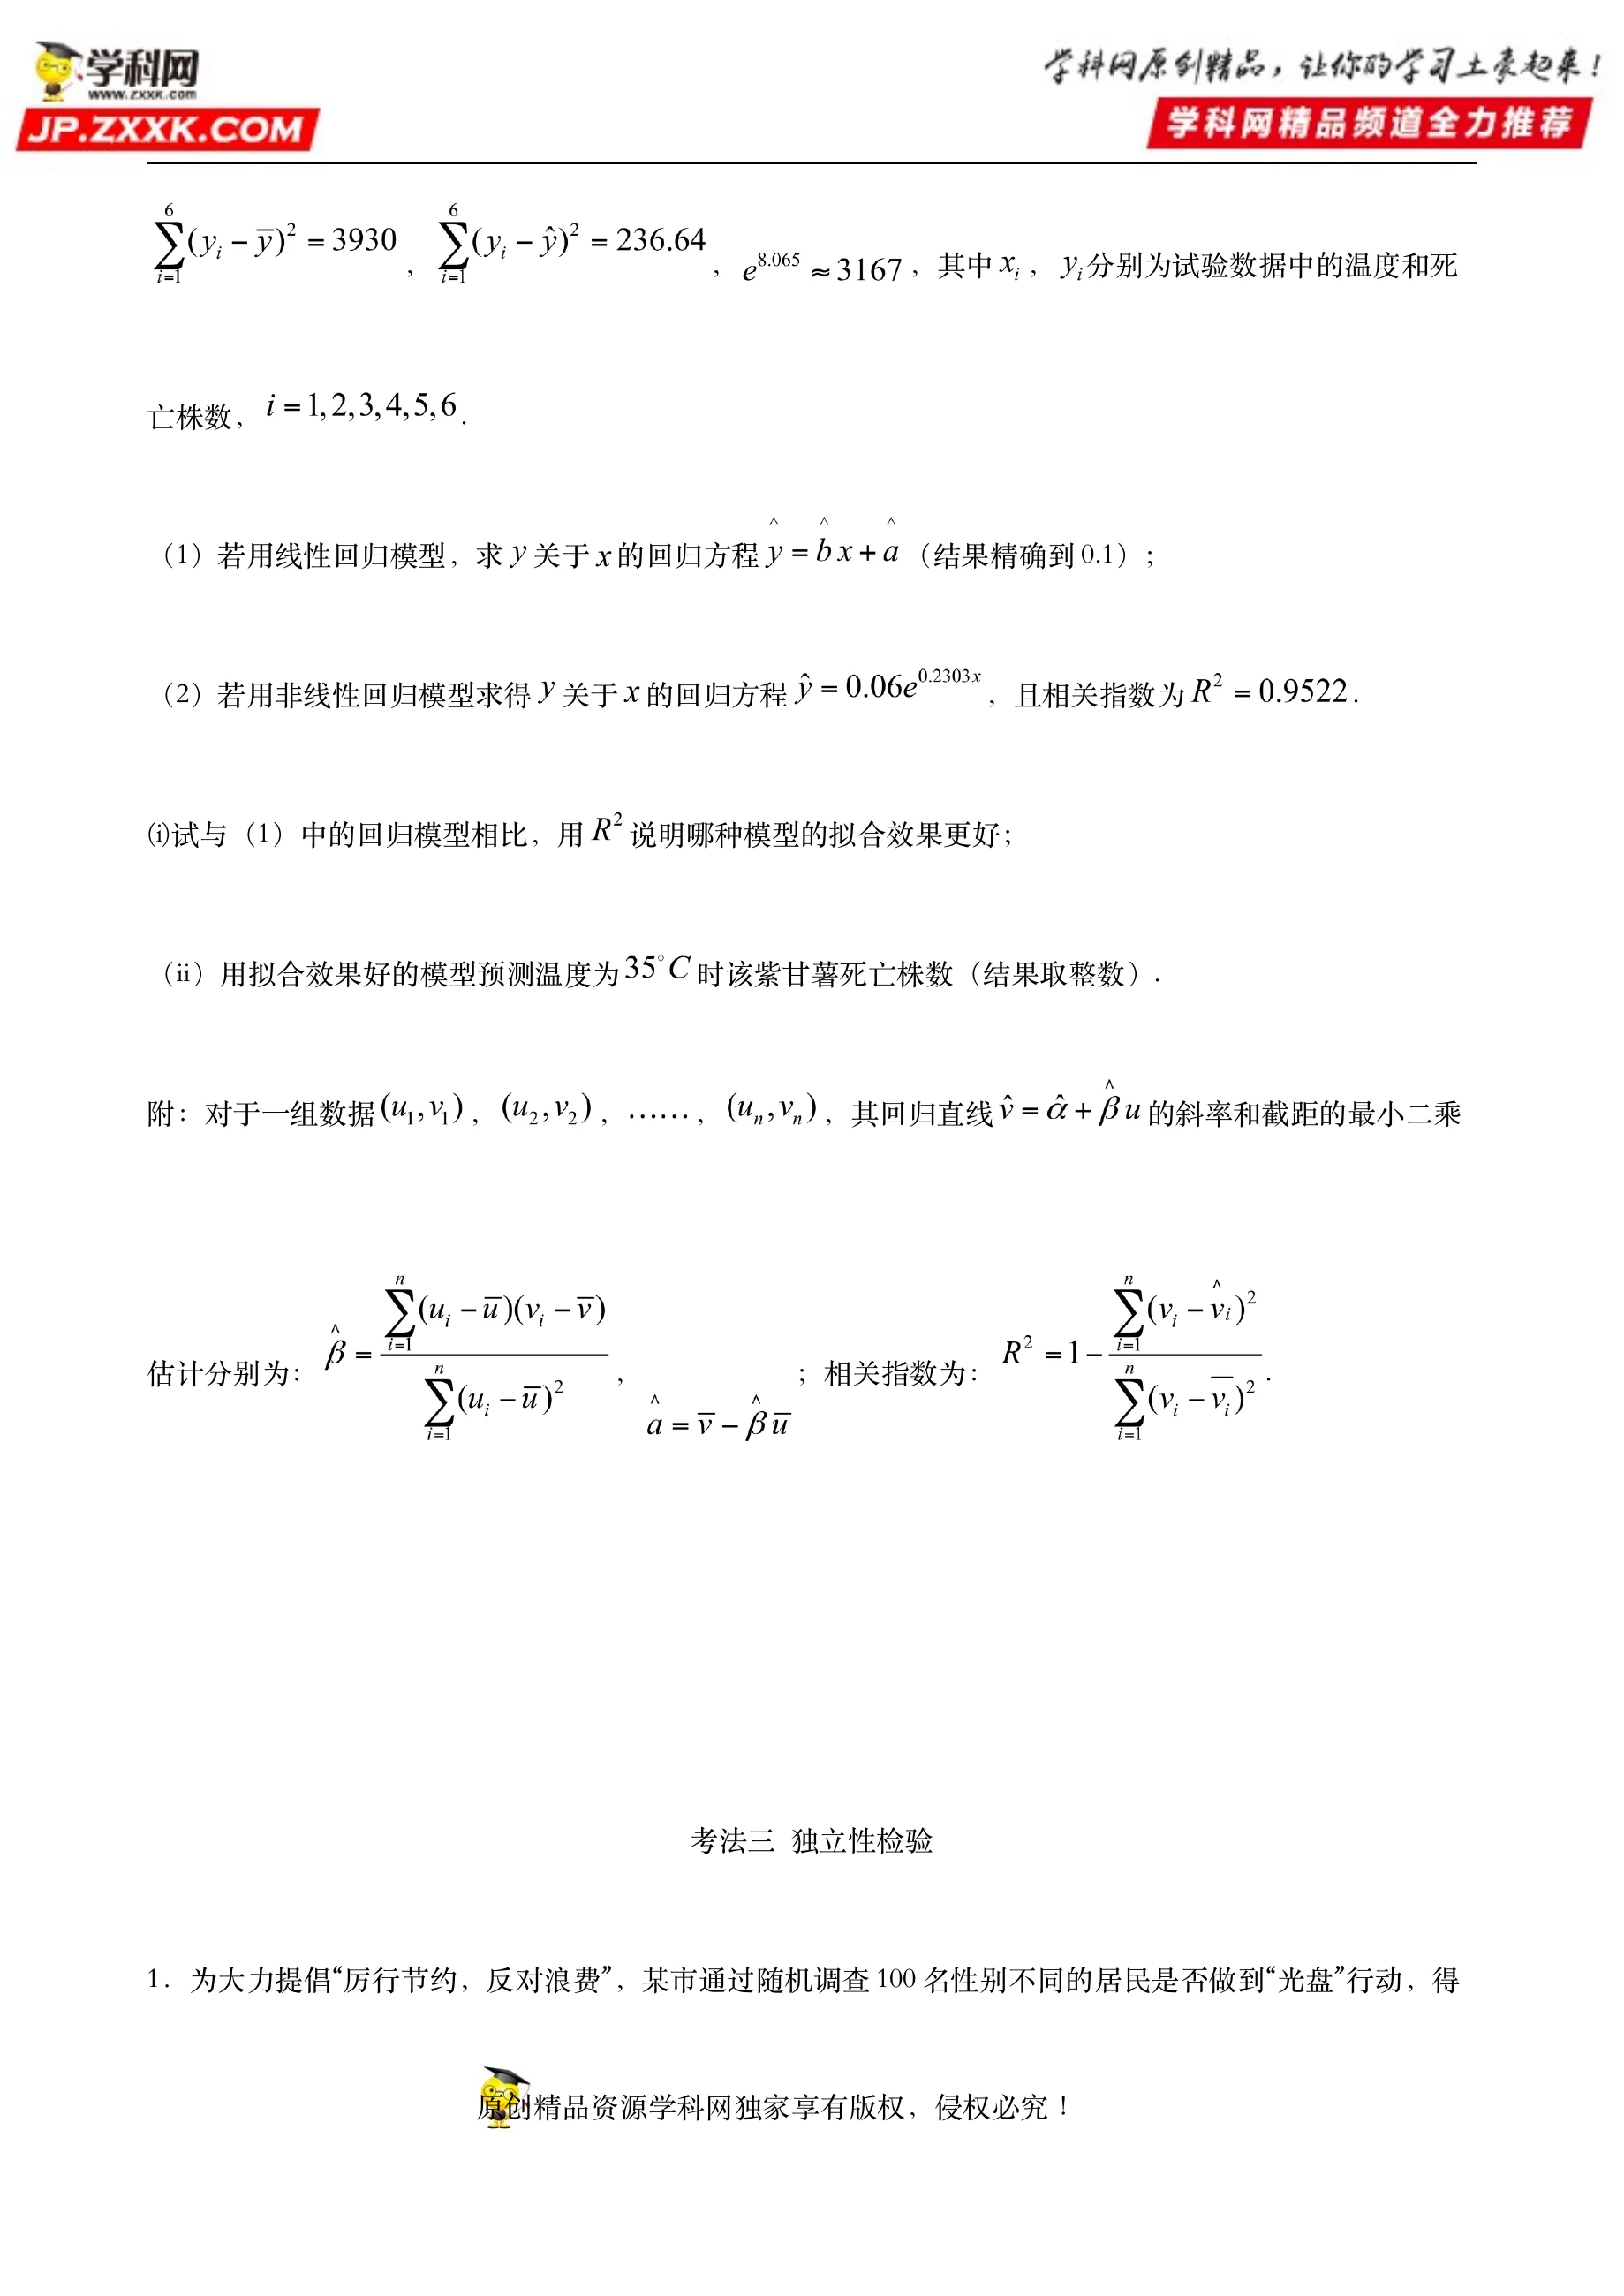 学科网
www.zxxk.com
JP.ZXXK.COM
学科网原创精品，让你的学习土豪起来！
学科网精品频道全力推荐
$\sum_{i=1}^{6}(y_i-\overline{y})^2=3930$，$\sum_{i=1}^{6}(y_i-\hat{y})^2=236.64$，$e^{8.065}\approx 3167$，其中 $x_i$，$y_i$分别为试验数据中的温度和死
亡株数，$i=1,2,3,4,5,6$.
（1）若用线性回归模型，求 $y$ 关于 $x$ 的回归方程 $\hat{y}=\hat{b}x+\hat{a}$（结果精确到 0.1）；
（2）若用非线性回归模型求得 $y$ 关于 $x$ 的回归方程 $\hat{y}=0.06e^{0.2303x}$，且相关指数为 $R^2=0.9522$.
(i)试与（1）中的回归模型相比，用 $R^2$ 说明哪种模型的拟合效果更好；
（ii）用拟合效果好的模型预测温度为 $35^\circ C$ 时该紫甘薯死亡株数（结果取整数）.
附：对于一组数据 $(u_1,v_1)$，$(u_2,v_2)$，……，$(u_n,v_n)$，其回归直线 $\hat{v}=\hat{\alpha}+\hat{\beta}u$ 的斜率和截距的最小二乘
估计分别为：$\hat{\beta}=\frac{\sum_{i=1}^{n}(u_i-\overline{u})(v_i-\overline{v})}{\sum_{i=1}^{n}(u_i-\overline{u})^2}$，$\hat{a}=\overline{v}-\hat{\beta}\overline{u}$；相关指数为：$R^2=1-\frac{\sum_{i=1}^{n}(v_i-\hat{v}_i)^2}{\sum_{i=1}^{n}(v_i-\overline{v_i})^2}$.
考法三 独立性检验
1．为大力提倡“厉行节约，反对浪费”，某市通过随机调查 100 名性别不同的居民是否做到“光盘”行动，得
原创精品资源学科网独家享有版权，侵权必究！